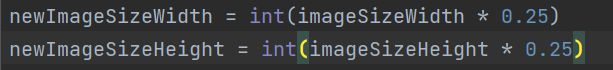 newImageSizeWidth = int(imageSizeWidth * 0.25)
newImageSizeHeight = int(imageSizeHeight * 0.25)